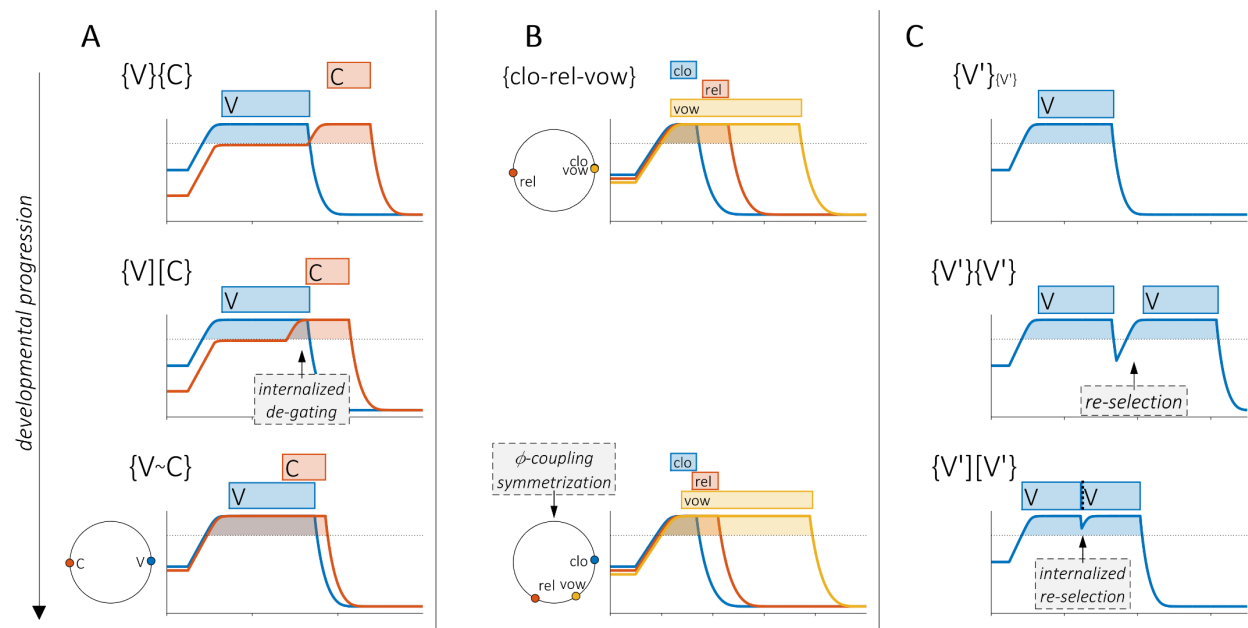 A
{V}{C}
C
V
{V][C}
C
V
internalized
de-gating
{V~C}
C
V
C
V
developmental progression
B
{clo-rel-vow}
clo
rel
vow
clo
vow
rel
ϕ-coupling
symmetrization
clo
rel
vow
clo
rel vow
C
{V'}{V'}
V
{V'}{V'}
V V
re-selection
{V'][V'}
V V
internalized
re-selection